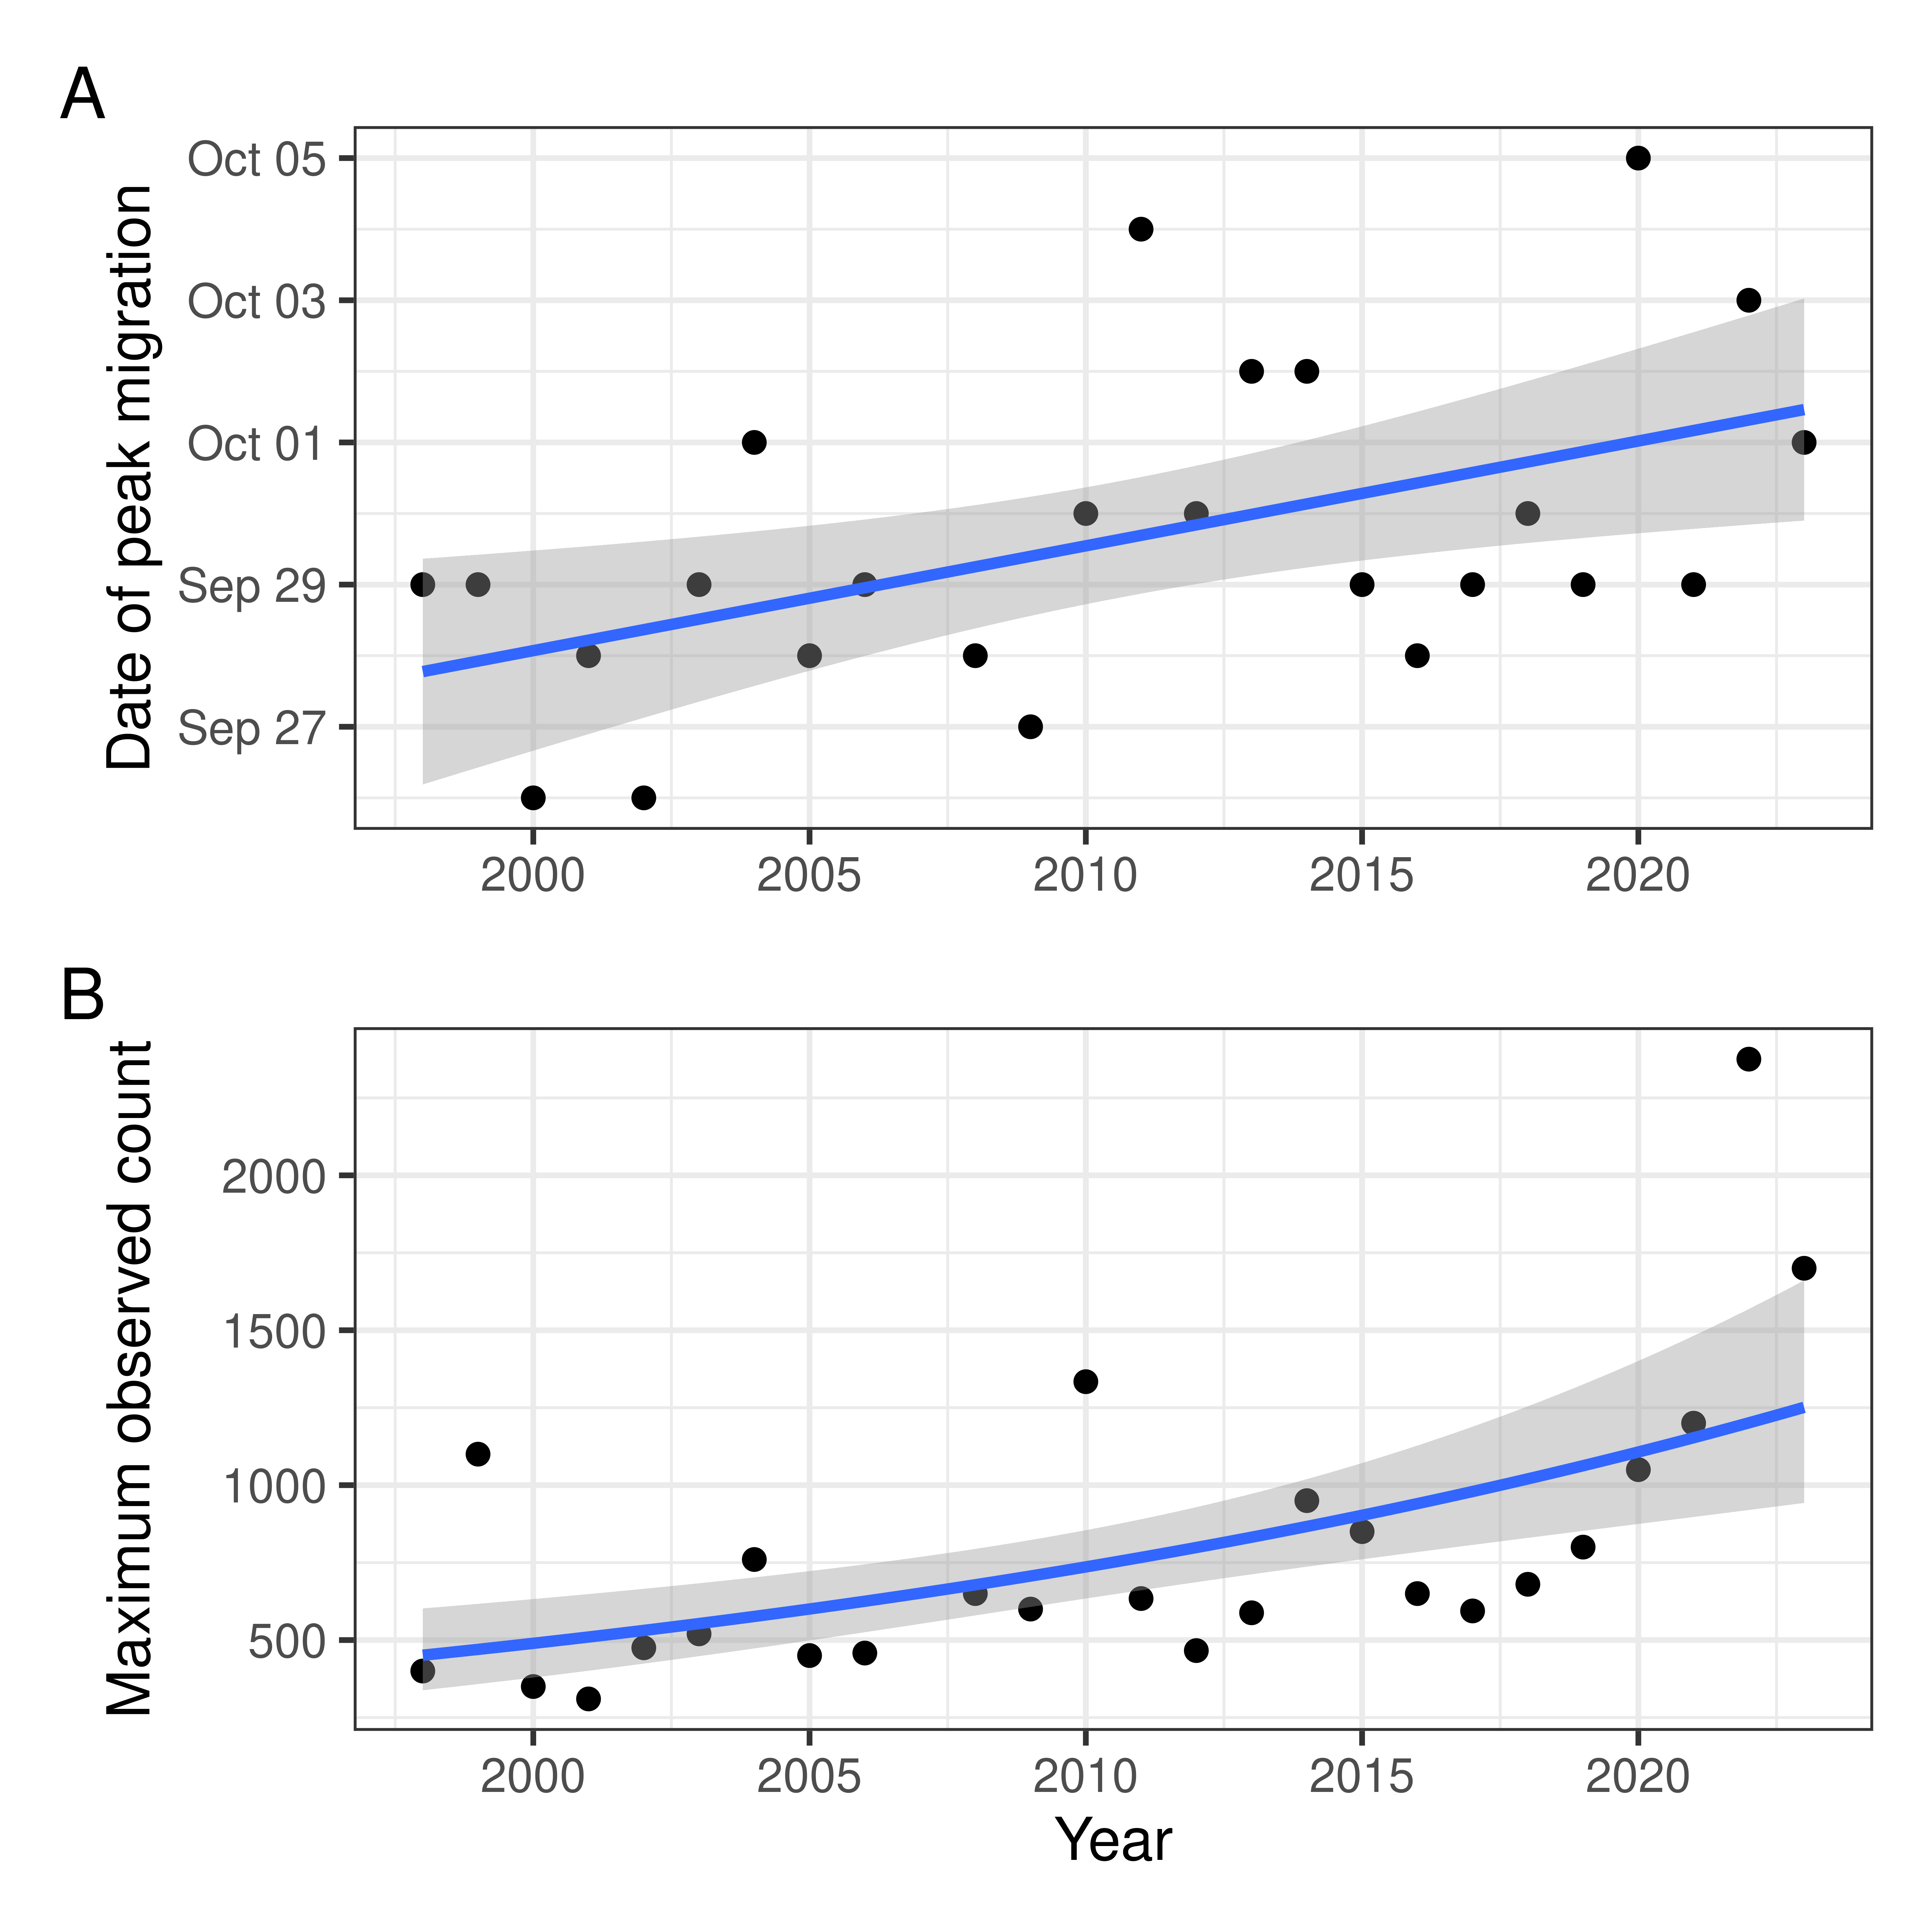 A
Date of peak migration
Oct 05
Oct 03
Oct 01
Sep 29
Sep 27
2000 2005 2010 2015 2020
B
Maximum observed count
2000
1500
1000
500
2000 2005 2010 2015 2020
Year